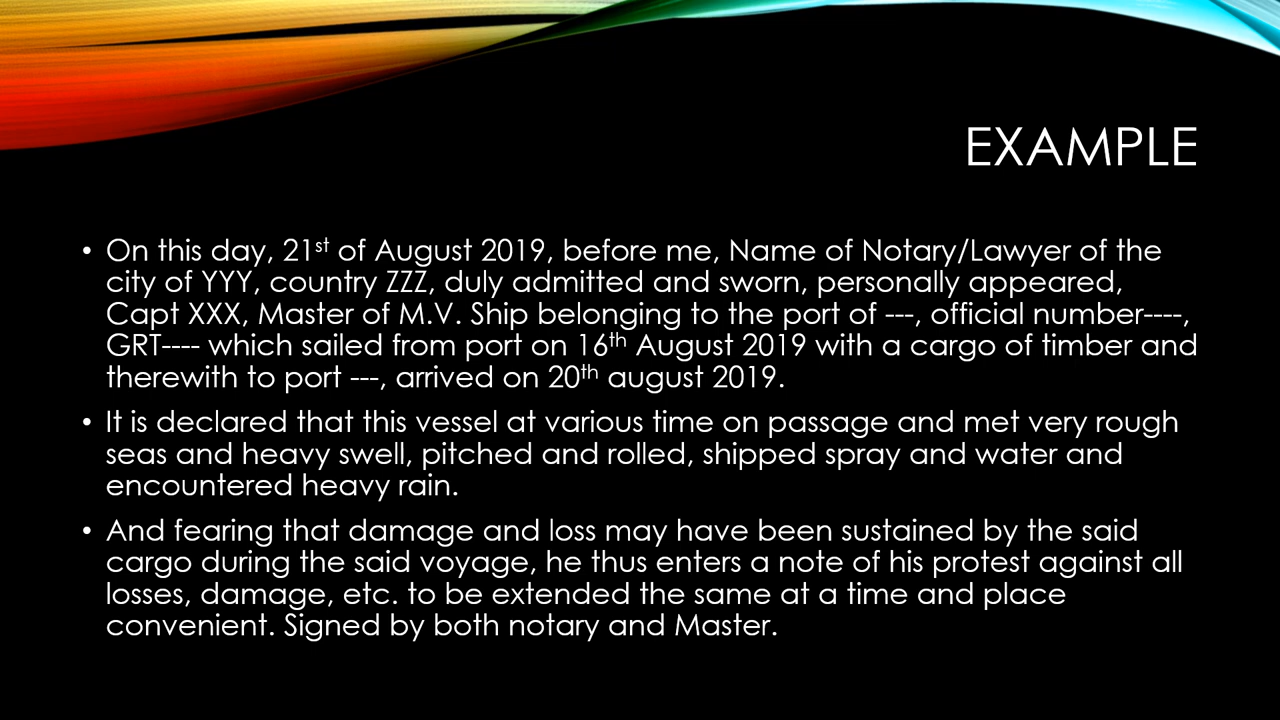 EXAMPLE
• On this day, 21st of August 2019, before me, Name of Notary/Lawyer of the
city of YYY, country ZZZ, duly admitted and sworn, personally appeared,
Capt XXX, Master of M.V. Ship belonging to the port of ---, official number----,
GRT---- which sailed from port on 16th August 2019 with a cargo of timber and
therewith to port ---, arrived on 20th august 2019.
• It is declared that this vessel at various time on passage and met very rough
seas and heavy swell, pitched and rolled, shipped spray and water and
encountered heavy rain.
• And fearing that damage and loss may have been sustained by the said
cargo during the said voyage, he thus enters a note of his protest against all
losses, damage, etc. to be extended the same at a time and place
convenient. Signed by both notary and Master.